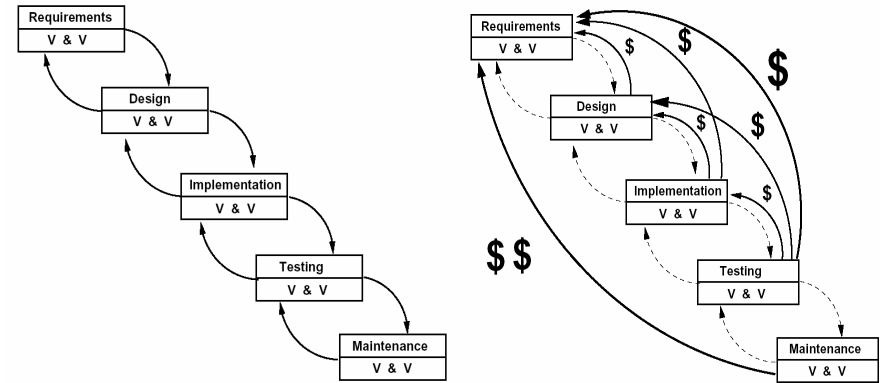 Requirements
V & V
Design
V & V
Implementation
V & V
Testing
V & V
Maintenance
V & V
Requirements
V & V
$
$
$
Design
V & V
$
$
Implementation
V & V
$
$ $
Testing
V & V
Maintenance
V & V